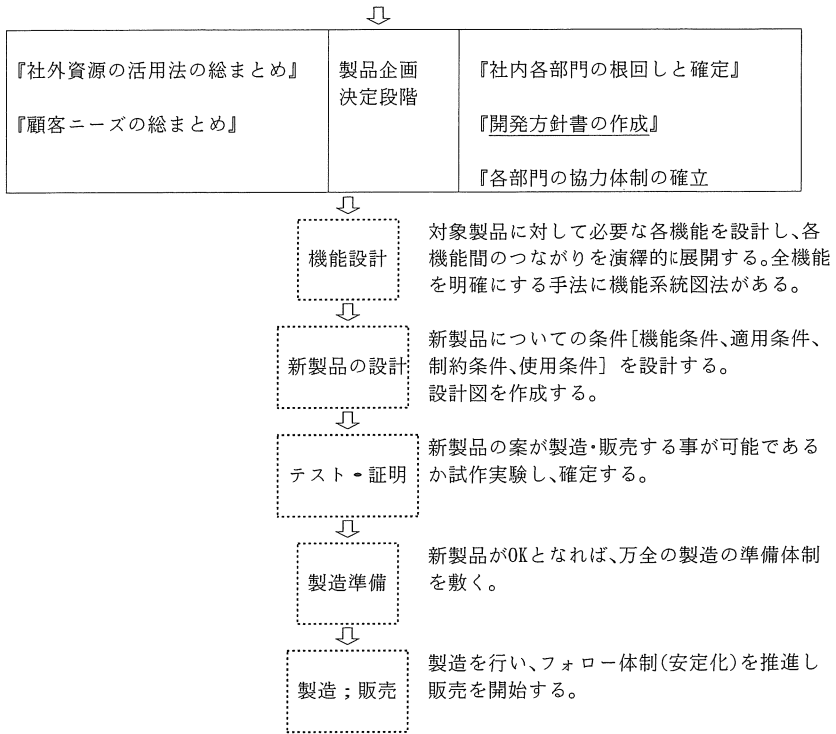 『社外資源の活用法の総まとめ』
『顧客ニーズの総まとめ』
製品企画
決定段階
『社内各部門の根回しと確定』
『開発方針書の作成』
『各部門の協力体制の確立
機能設計
対象製品に対して必要な各機能を設計し、各
機能間のつながりを演繹的に展開する。全機能
を明確にする手法に機能系統図法がある。
新製品の設計
新製品についての条件[機能条件、適用条件、
制約条件、使用条件] を設計する。
設計図を作成する。
テスト・証明
新製品の案が製造・販売する事が可能である
か試作実験し、確定する。
製造準備
新製品がOKとなれば、万全の製造の準備体制
を敷く。
製造；販売
製造を行い、フォロー体制(安定化)を推進し
販売を開始する。